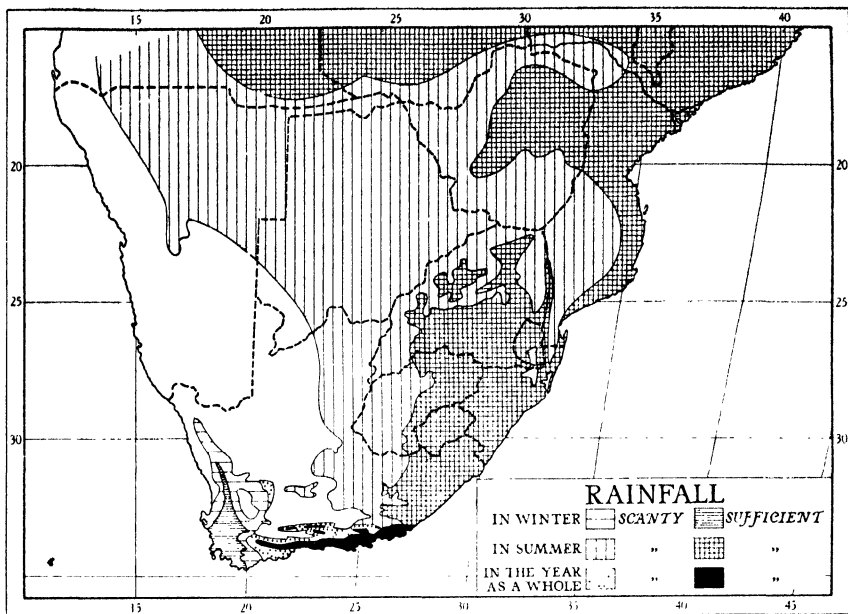 15 20 25 30 35 40
20 20
25 25
30 30
RAINFALL
IN WINTER SCANTY SUFFICIENT
IN SUMMER " "
IN THE YEAR
AS A WHOLE " "
15 20 25 30 35 40 45